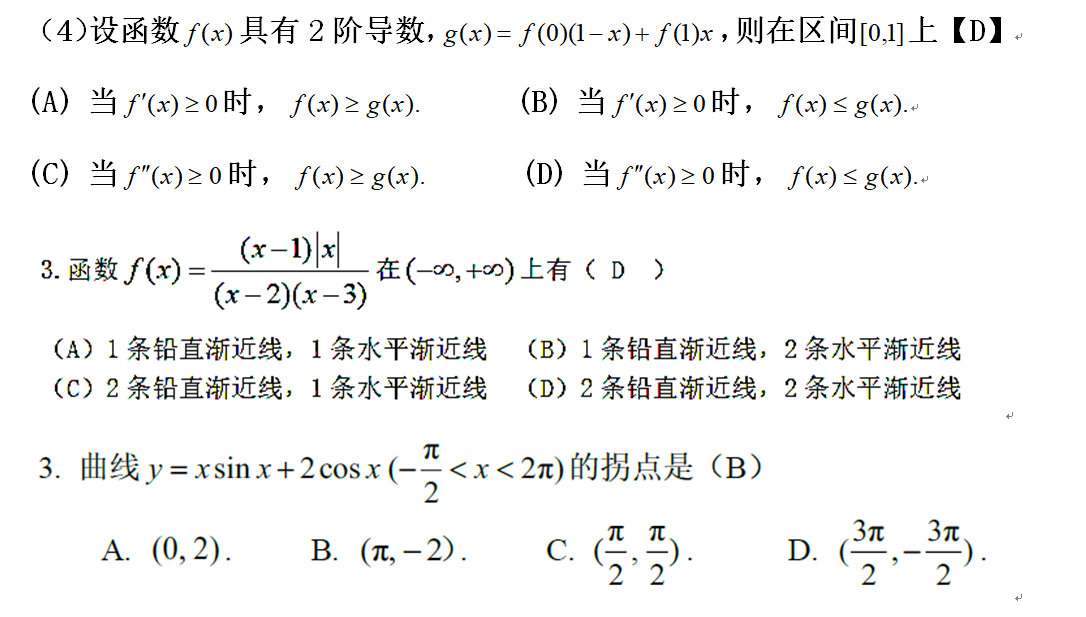 (4)设函数 f(x) 具有 2 阶导数, g(x) = f(0)(1−x)+ f(1)x ,则在区间[0,1]上【D】
(A) 当 f′(x) ≥ 0 时, f(x) ≥ g(x). (B) 当 f′(x) ≥ 0 时, f(x) ≤ g(x).
(C) 当 f″(x) ≥ 0 时, f(x) ≥ g(x). (D) 当 f″(x) ≥ 0 时, f(x) ≤ g(x).
3. 函数 f(x) = (x−1)|x| / (x−2)(x−3) 在 (−∞, +∞) 上有 ( D )
(A) 1 条铅直渐近线, 1 条水平渐近线 (B) 1 条铅直渐近线, 2 条水平渐近线
(C) 2 条铅直渐近线, 1 条水平渐近线 (D) 2 条铅直渐近线, 2 条水平渐近线
3. 曲线 y = x sin x + 2 cos x (−π/2 < x < 2π) 的拐点是(B)
A. (0, 2). B. (π, −2). C. (π/2, π/2). D. (3π/2, −3π/2).